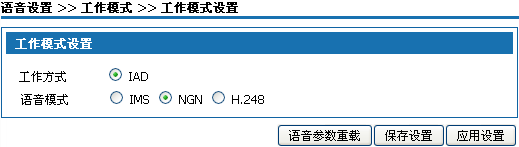 语音设置 >> 工作模式 >> 工作模式设置
工作模式设置
工作方式 IAD
语音模式 IMS NGN H.248
语音参数重载 保存设置 应用设置